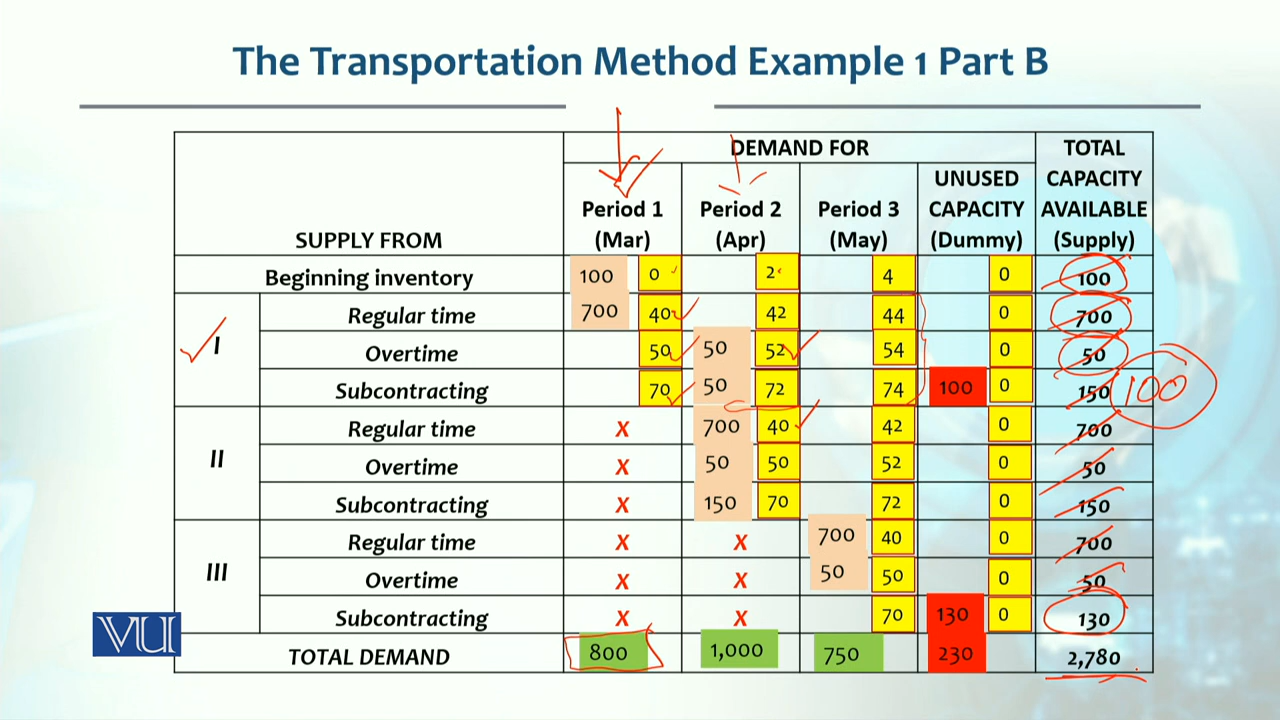 The Transportation Method Example 1 Part B
DEMAND FOR
TOTAL CAPACITY AVAILABLE (Supply)
SUPPLY FROM
Period 1 (Mar)
Period 2 (Apr)
Period 3 (May)
UNUSED CAPACITY (Dummy)
Beginning inventory 100 0 2 4 0 100
I
Regular time 700 40 42 44 0 700
Overtime 50 50 52 54 0 50
Subcontracting 70 50 72 74 100 0 150 100
II
Regular time X 700 40 42 0 700
Overtime X 50 50 52 0 50
Subcontracting X 150 70 72 0 150
III
Regular time X X 700 40 0 700
Overtime X X 50 50 0 50
Subcontracting X X 70 130 0 130
TOTAL DEMAND 800 1,000 750 230 2,780
VU